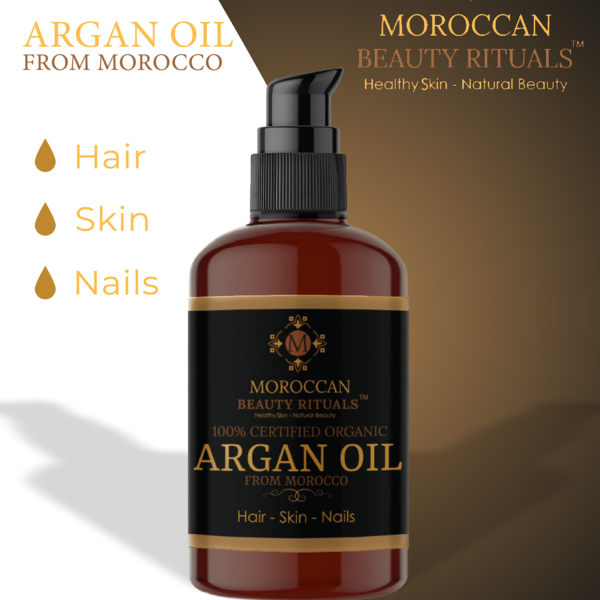 ARGAN OIL
FROM MOROCCO
Hair
Skin
Nails
MOROCCAN
BEAUTY RITUALS™
Healthy Skin - Natural Beauty
M
MOROCCAN
BEAUTY RITUALS™
Healthy Skin - Natural Beauty
100% CERTIFIED ORGANIC
ARGAN OIL
FROM MOROCCO
Hair - Skin - Nails